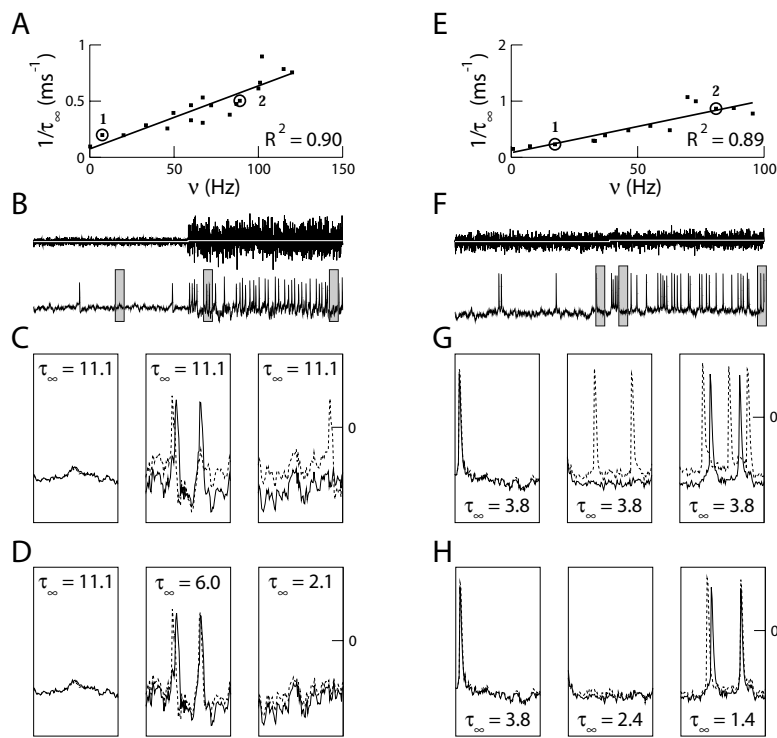 A
1/τ∞ (ms-1)
1
0.5
0
1
2
R2 = 0.90
0 50 100 150
ν (Hz)
E
1/τ∞ (ms-1)
2
1
0
1
2
R2 = 0.89
0 50 100
ν (Hz)
B
F
C
τ∞ = 11.1
τ∞ = 11.1
τ∞ = 11.1
0
G
τ∞ = 3.8
τ∞ = 3.8
τ∞ = 3.8
0
D
τ∞ = 11.1
τ∞ = 6.0
τ∞ = 2.1
0
H
τ∞ = 3.8
τ∞ = 2.4
τ∞ = 1.4
0